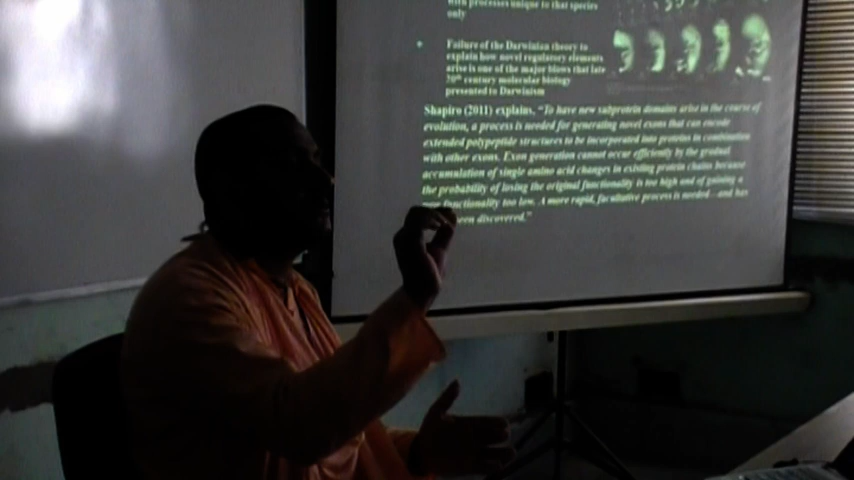 with processes unique to that species
only
Failure of the Darwinian theory to
explain how novel regulatory elements
arise is one of the major blows that late
20th century molecular biology
presented to Darwinism
Shapiro (2011) explains, "To have new subprotein domains arise in the course of
evolution, a process is needed for generating novel exons that can encode
extended polypeptide structures to be incorporated into proteins in combination
with other exons. Exon generation cannot occur efficiently by the gradual
accumulation of single amino acid changes in existing protein chains because
the probability of losing the original functionality is too high and of gaining a
new functionality too low. A more rapid, facultative process is needed—and has
been discovered."